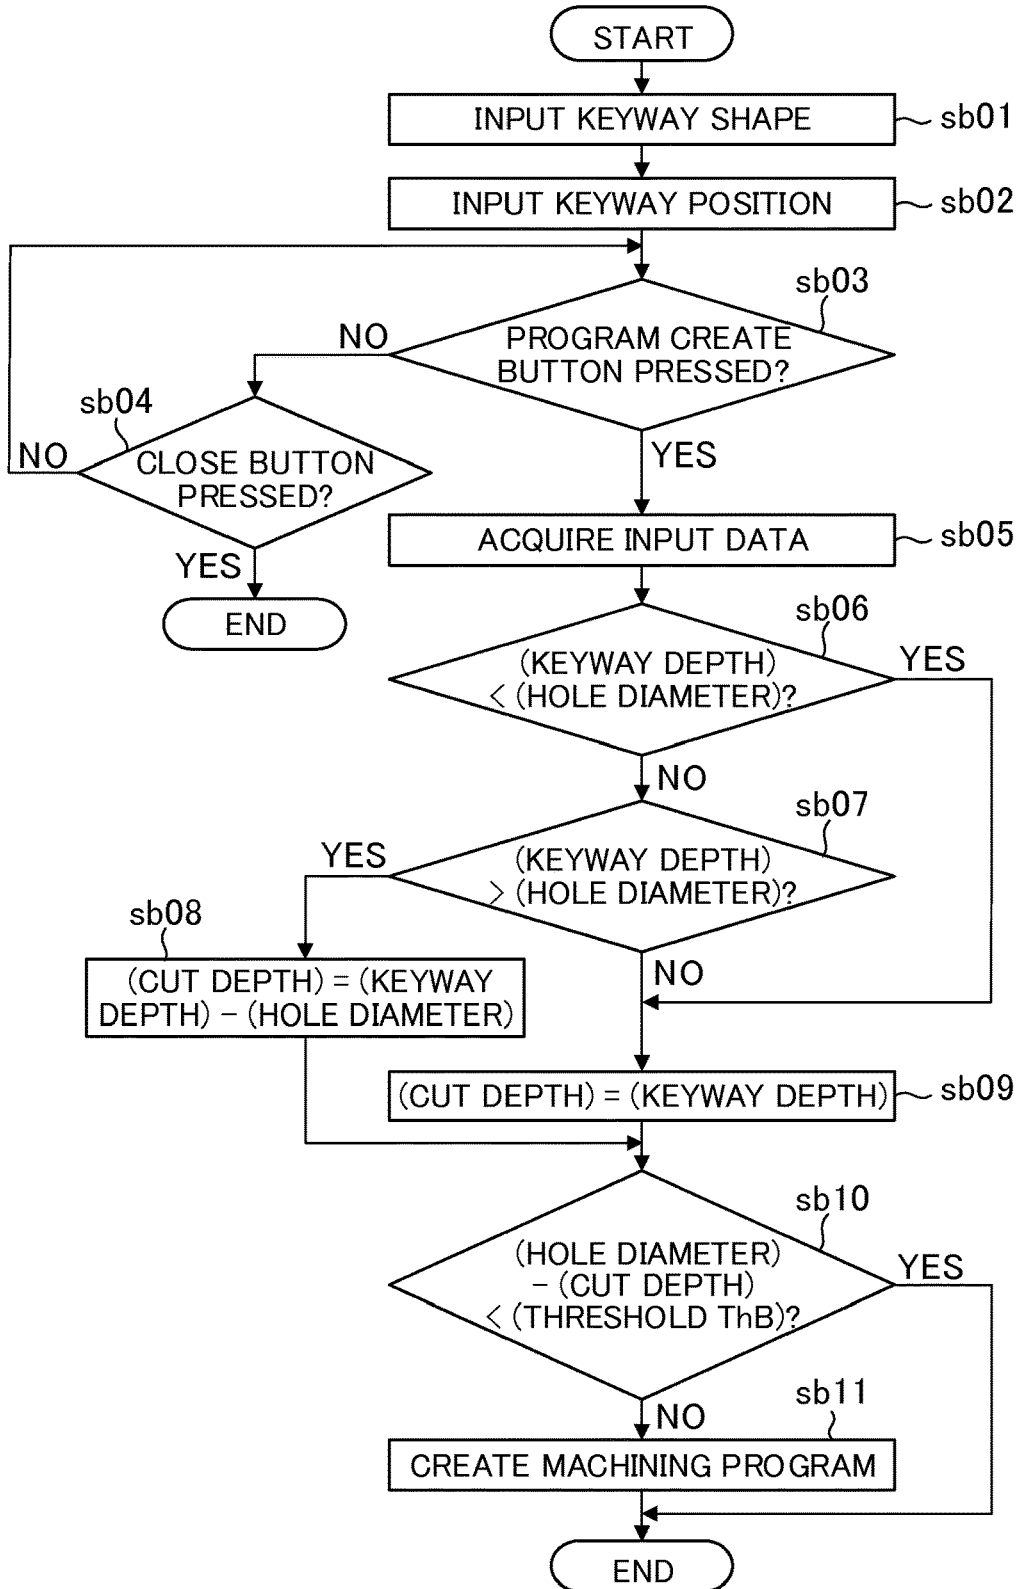 START
INPUT KEYWAY SHAPE
sb01
INPUT KEYWAY POSITION
sb02
sb03
PROGRAM CREATE
BUTTON PRESSED?
NO
YES
sb04
CLOSE BUTTON
PRESSED?
NO
YES
END
ACQUIRE INPUT DATA
sb05
sb06
(KEYWAY DEPTH)
< (HOLE DIAMETER)?
YES
NO
sb07
(KEYWAY DEPTH)
> (HOLE DIAMETER)?
YES
NO
sb08
(CUT DEPTH) = (KEYWAY
DEPTH) - (HOLE DIAMETER)
(CUT DEPTH) = (KEYWAY DEPTH)
sb09
sb10
(HOLE DIAMETER)
- (CUT DEPTH)
< (THRESHOLD ThB)?
YES
NO
sb11
CREATE MACHINING PROGRAM
END